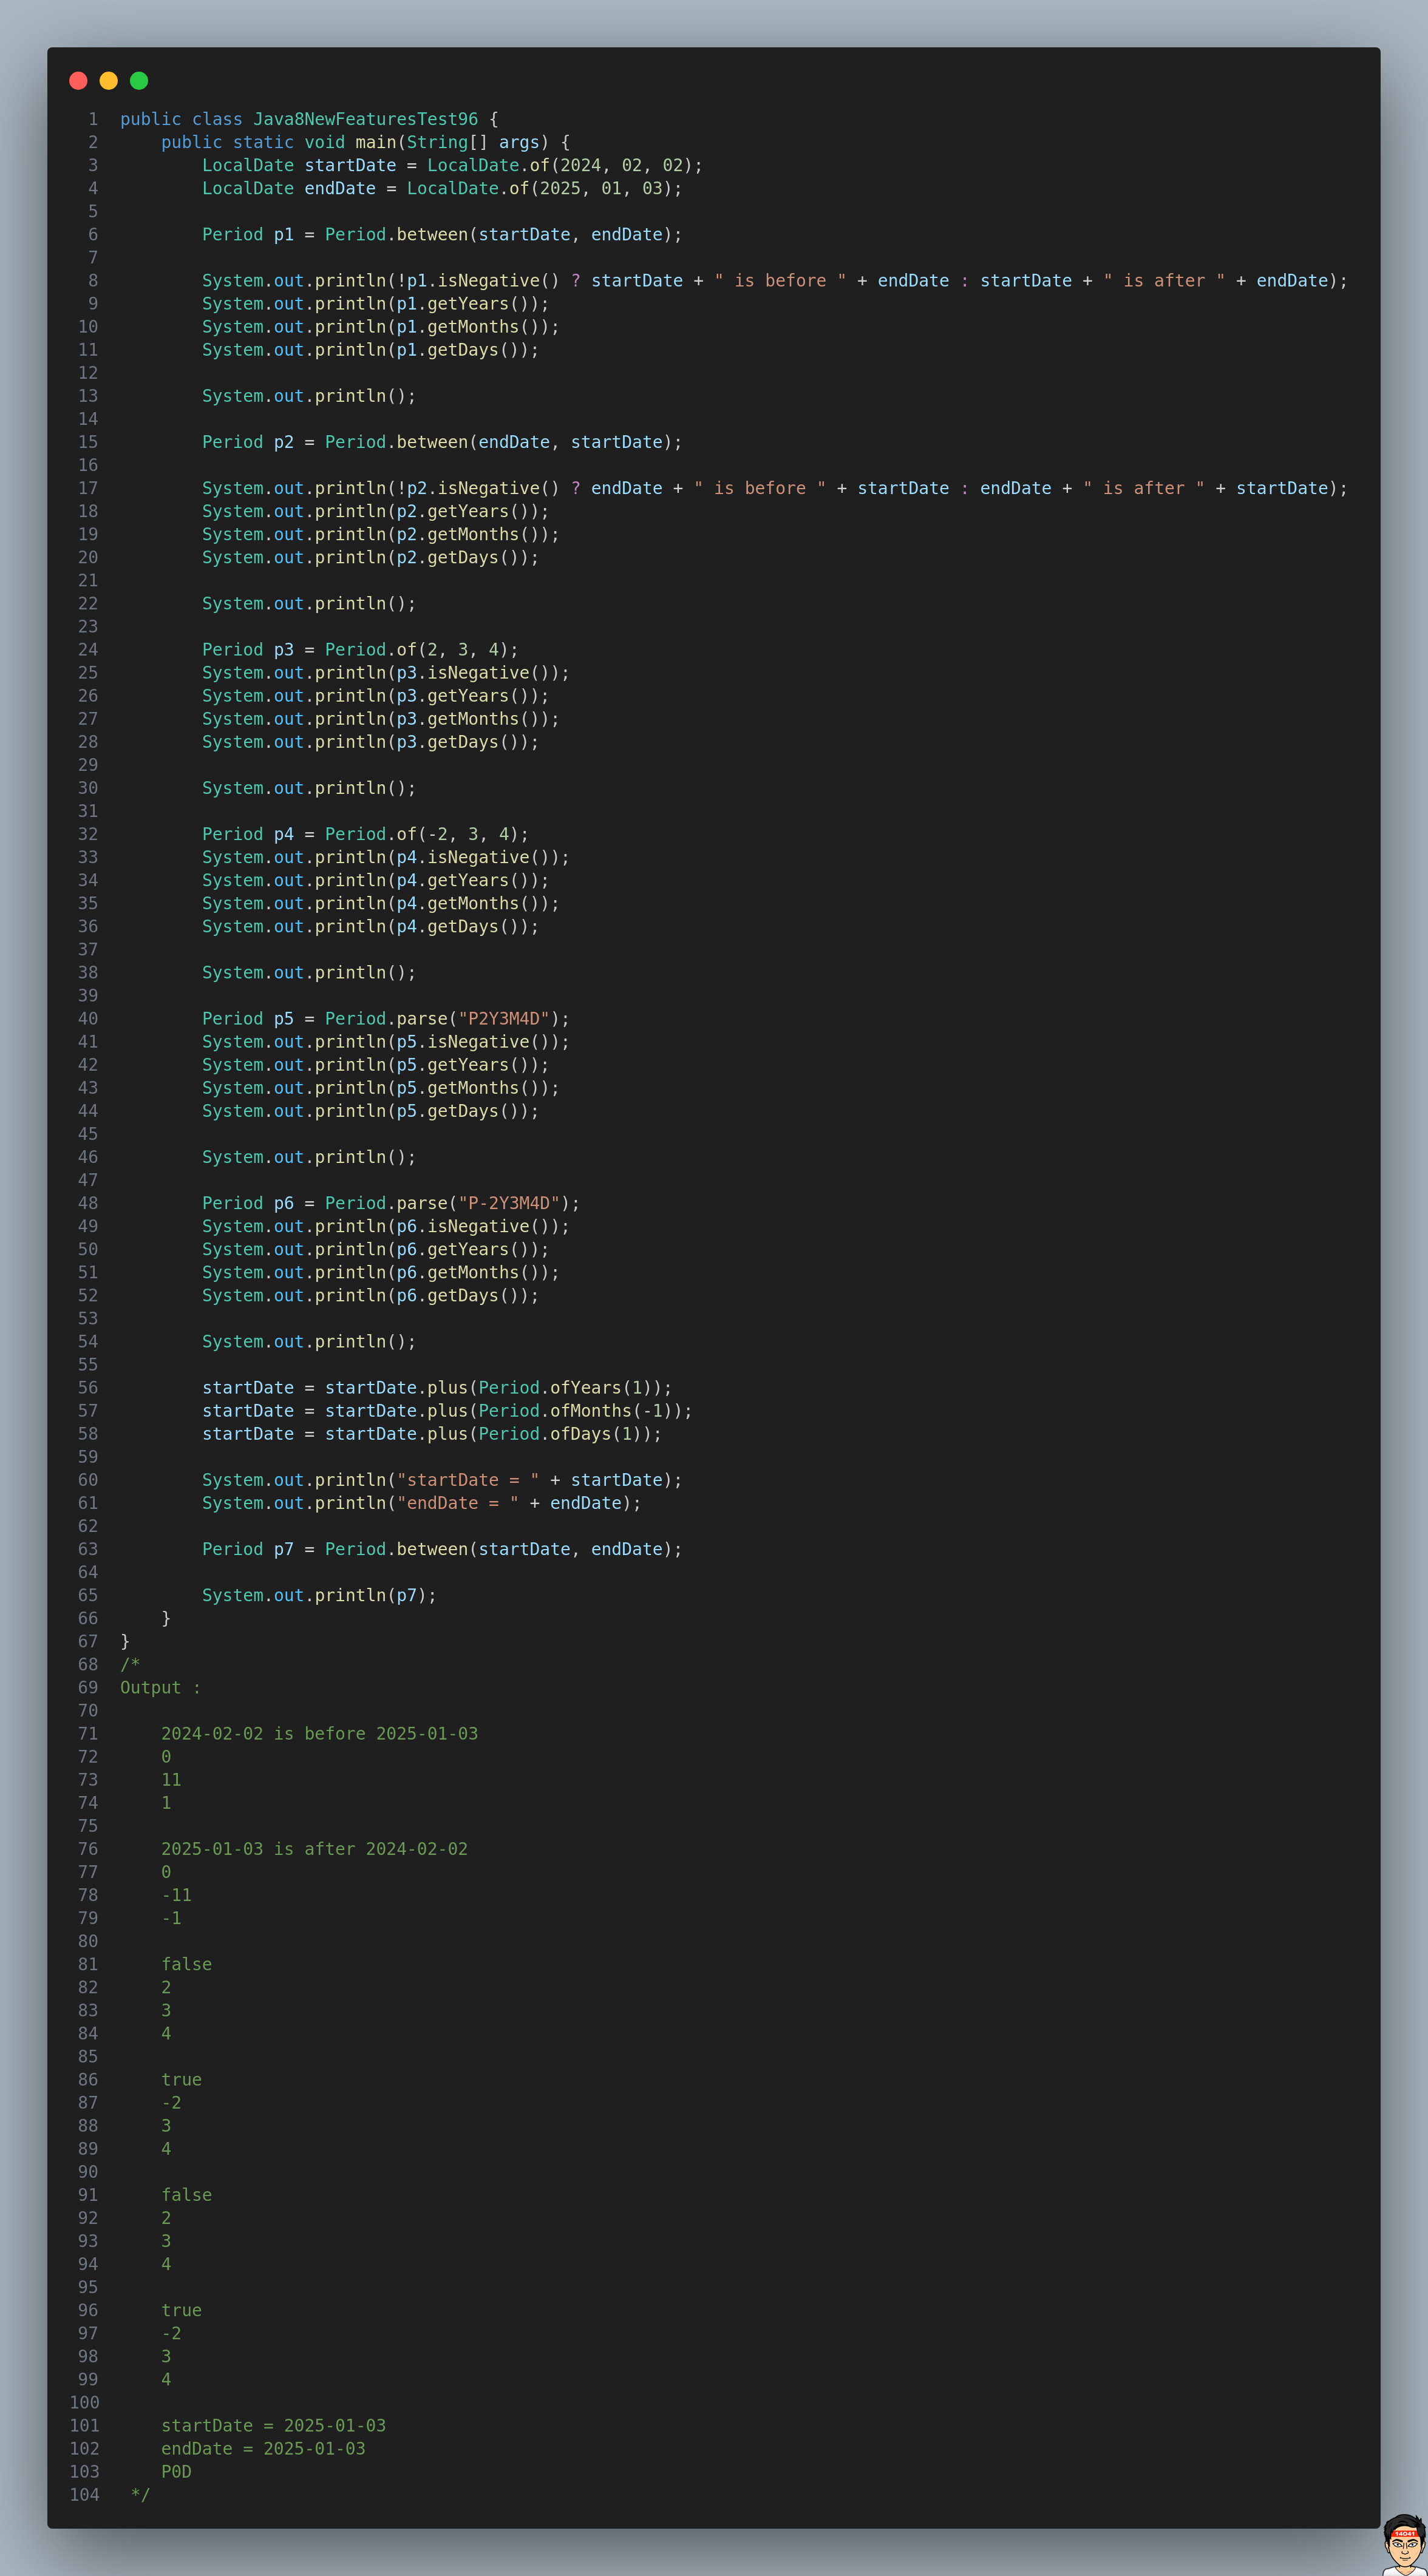 1 public class Java8NewFeaturesTest96 {
2     public static void main(String[] args) {
3         LocalDate startDate = LocalDate.of(2024, 02, 02);
4         LocalDate endDate = LocalDate.of(2025, 01, 03);
5
6         Period p1 = Period.between(startDate, endDate);
7
8         System.out.println(!p1.isNegative() ? startDate + " is before " + endDate : startDate + " is after " + endDate);
9         System.out.println(p1.getYears());
10         System.out.println(p1.getMonths());
11         System.out.println(p1.getDays());
12
13         System.out.println();
14
15         Period p2 = Period.between(endDate, startDate);
16
17         System.out.println(!p2.isNegative() ? endDate + " is before " + startDate : endDate + " is after " + startDate);
18         System.out.println(p2.getYears());
19         System.out.println(p2.getMonths());
20         System.out.println(p2.getDays());
21
22         System.out.println();
23
24         Period p3 = Period.of(2, 3, 4);
25         System.out.println(p3.isNegative());
26         System.out.println(p3.getYears());
27         System.out.println(p3.getMonths());
28         System.out.println(p3.getDays());
29
30         System.out.println();
31
32         Period p4 = Period.of(-2, 3, 4);
33         System.out.println(p4.isNegative());
34         System.out.println(p4.getYears());
35         System.out.println(p4.getMonths());
36         System.out.println(p4.getDays());
37
38         System.out.println();
39
40         Period p5 = Period.parse("P2Y3M4D");
41         System.out.println(p5.isNegative());
42         System.out.println(p5.getYears());
43         System.out.println(p5.getMonths());
44         System.out.println(p5.getDays());
45
46         System.out.println();
47
48         Period p6 = Period.parse("P-2Y3M4D");
49         System.out.println(p6.isNegative());
50         System.out.println(p6.getYears());
51         System.out.println(p6.getMonths());
52         System.out.println(p6.getDays());
53
54         System.out.println();
55
56         startDate = startDate.plus(Period.ofYears(1));
57         startDate = startDate.plus(Period.ofMonths(-1));
58         startDate = startDate.plus(Period.ofDays(1));
59
60         System.out.println("startDate = " + startDate);
61         System.out.println("endDate = " + endDate);
62
63         Period p7 = Period.between(startDate, endDate);
64
65         System.out.println(p7);
66     }
67 }
68 /*
69 Output :
70
71     2024-02-02 is before 2025-01-03
72     0
73     11
74     1
75
76     2025-01-03 is after 2024-02-02
77     0
78     -11
79     -1
80
81     false
82     2
83     3
84     4
85
86     true
87     -2
88     3
89     4
90
91     false
92     2
93     3
94     4
95
96     true
97     -2
98     3
99     4
100
101     startDate = 2025-01-03
102     endDate = 2025-01-03
103     P0D
104  */
14041